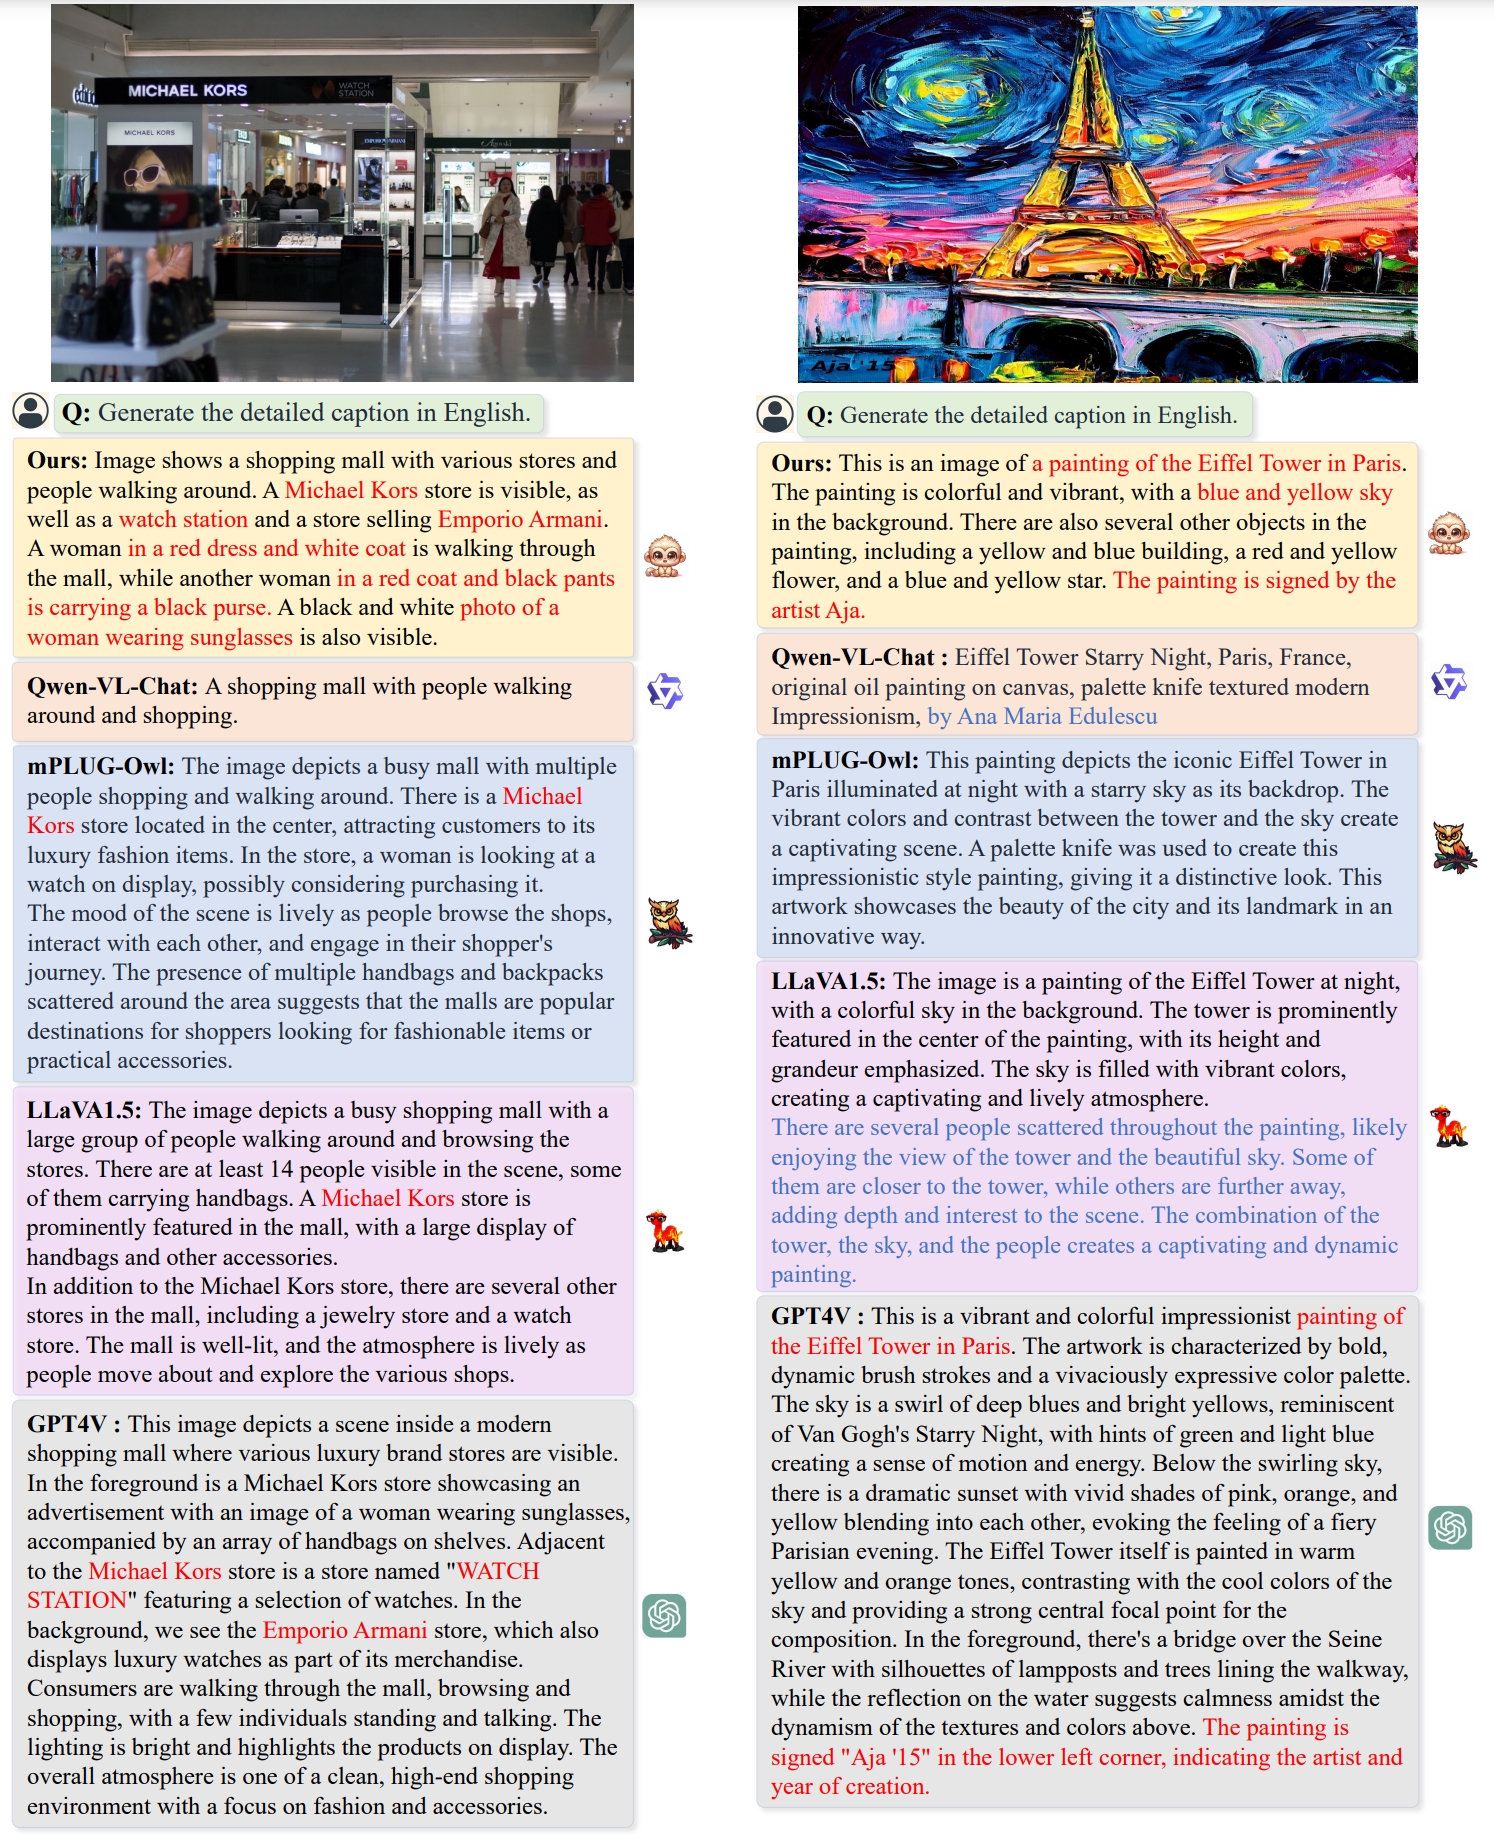 MICHAEL KORS
WATCH
STATION
MICHAEL KORS
EMPORIO ARMANI
Aja '15
Q: Generate the detailed caption in English.
Ours: Image shows a shopping mall with various stores and
people walking around. A Michael Kors store is visible, as
well as a watch station and a store selling Emporio Armani.
A woman in a red dress and white coat is walking through
the mall, while another woman in a red coat and black pants
is carrying a black purse. A black and white photo of a
woman wearing sunglasses is also visible.
Qwen-VL-Chat: A shopping mall with people walking
around and shopping.
mPLUG-Owl: The image depicts a busy mall with multiple
people shopping and walking around. There is a Michael
Kors store located in the center, attracting customers to its
luxury fashion items. In the store, a woman is looking at a
watch on display, possibly considering purchasing it.
The mood of the scene is lively as people browse the shops,
interact with each other, and engage in their shopper's
journey. The presence of multiple handbags and backpacks
scattered around the area suggests that the malls are popular
destinations for shoppers looking for fashionable items or
practical accessories.
LLaVA1.5: The image depicts a busy shopping mall with a
large group of people walking around and browsing the
stores. There are at least 14 people visible in the scene, some
of them carrying handbags. A Michael Kors store is
prominently featured in the mall, with a large display of
handbags and other accessories.
In addition to the Michael Kors store, there are several other
stores in the mall, including a jewelry store and a watch
store. The mall is well-lit, and the atmosphere is lively as
people move about and explore the various shops.
GPT4V : This image depicts a scene inside a modern
shopping mall where various luxury brand stores are visible.
In the foreground is a Michael Kors store showcasing an
advertisement with an image of a woman wearing sunglasses,
accompanied by an array of handbags on shelves. Adjacent
to the Michael Kors store is a store named "WATCH
STATION" featuring a selection of watches. In the
background, we see the Emporio Armani store, which also
displays luxury watches as part of its merchandise.
Consumers are walking through the mall, browsing and
shopping, with a few individuals standing and talking. The
lighting is bright and highlights the products on display. The
overall atmosphere is one of a clean, high-end shopping
environment with a focus on fashion and accessories.
Q: Generate the detailed caption in English.
Ours: This is an image of a painting of the Eiffel Tower in Paris.
The painting is colorful and vibrant, with a blue and yellow sky
in the background. There are also several other objects in the
painting, including a yellow and blue building, a red and yellow
flower, and a blue and yellow star. The painting is signed by the
artist Aja.
Qwen-VL-Chat : Eiffel Tower Starry Night, Paris, France,
original oil painting on canvas, palette knife textured modern
Impressionism, by Ana Maria Edulescu
mPLUG-Owl: This painting depicts the iconic Eiffel Tower in
Paris illuminated at night with a starry sky as its backdrop. The
vibrant colors and contrast between the tower and the sky create
a captivating scene. A palette knife was used to create this
impressionistic style painting, giving it a distinctive look. This
artwork showcases the beauty of the city and its landmark in an
innovative way.
LLaVA1.5: The image is a painting of the Eiffel Tower at night,
with a colorful sky in the background. The tower is prominently
featured in the center of the painting, with its height and
grandeur emphasized. The sky is filled with vibrant colors,
creating a captivating and lively atmosphere.
There are several people scattered throughout the painting, likely
enjoying the view of the tower and the beautiful sky. Some of
them are closer to the tower, while others are further away,
adding depth and interest to the scene. The combination of the
tower, the sky, and the people creates a captivating and dynamic
painting.
GPT4V : This is a vibrant and colorful impressionist painting of
the Eiffel Tower in Paris. The artwork is characterized by bold,
dynamic brush strokes and a vivaciously expressive color palette.
The sky is a swirl of deep blues and bright yellows, reminiscent
of Van Gogh's Starry Night, with hints of green and light blue
creating a sense of motion and energy. Below the swirling sky,
there is a dramatic sunset with vivid shades of pink, orange, and
yellow blending into each other, evoking the feeling of a fiery
Parisian evening. The Eiffel Tower itself is painted in warm
yellow and orange tones, contrasting with the cool colors of the
sky and providing a strong central focal point for the
composition. In the foreground, there's a bridge over the Seine
River with silhouettes of lampposts and trees lining the walkway,
while the reflection on the water suggests calmness amidst the
dynamism of the textures and colors above. The painting is
signed "Aja '15" in the lower left corner, indicating the artist and
year of creation.